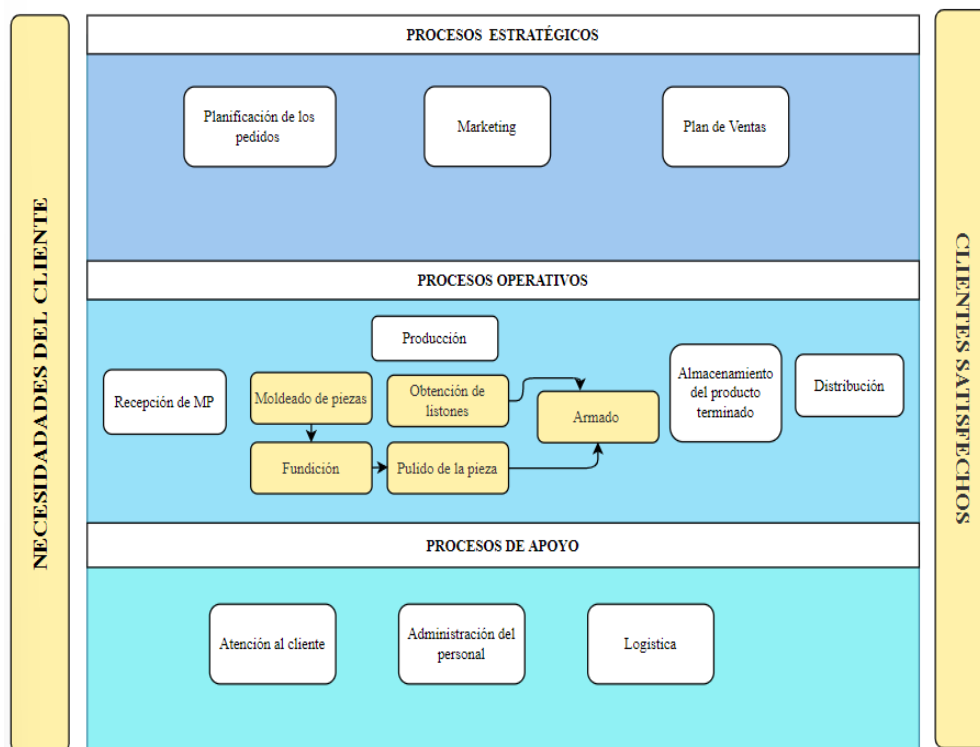 NECESIDADAES DEL CLIENTE
PROCESOS ESTRATÉGICOS
Planificación de los
pedidos
Marketing
Plan de Ventas
PROCESOS OPERATIVOS
Producción
Recepción de MP
Moldeado de piezas
Obtención de
listones
Armado
Fundición
Pulido de la pieza
Almacenamiento
del producto
terminado
Distribución
PROCESOS DE APOYO
Atención al cliente
Administración del
personal
Logistica
CLIENTES SATISFECHOS